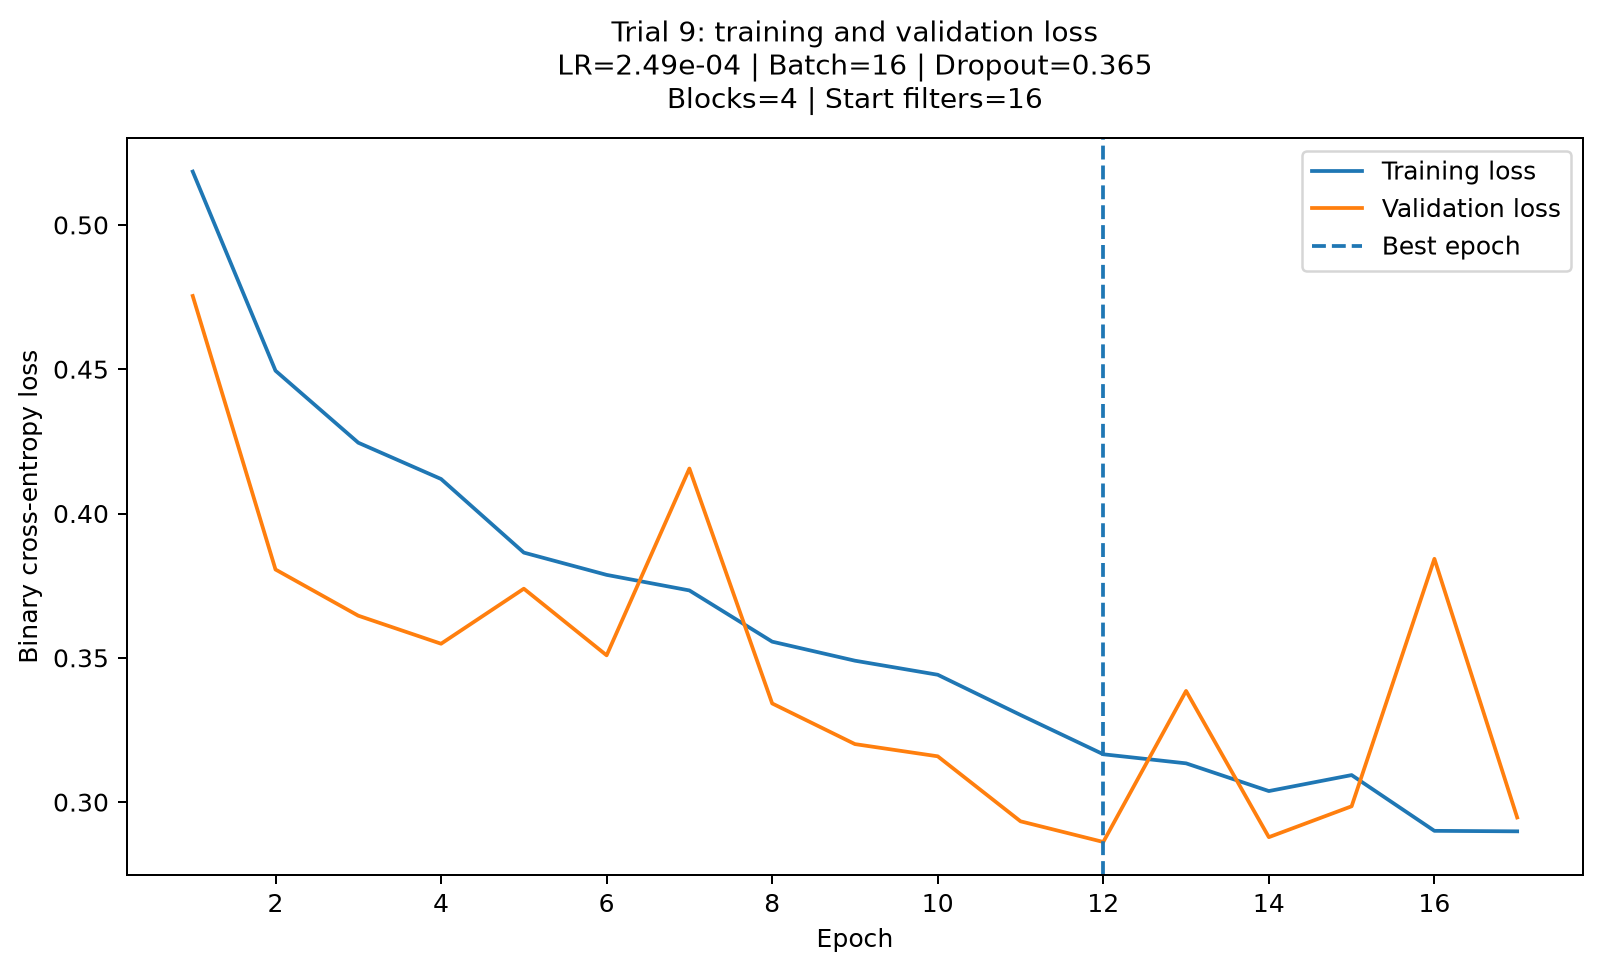 Trial 9: training and validation loss
LR=2.49e-04 | Batch=16 | Dropout=0.365
Blocks=4 | Start filters=16
Training loss
Validation loss
Best epoch
Binary cross-entropy loss
0.50
0.45
0.40
0.35
0.30
2 4 6 8 10 12 14 16
Epoch